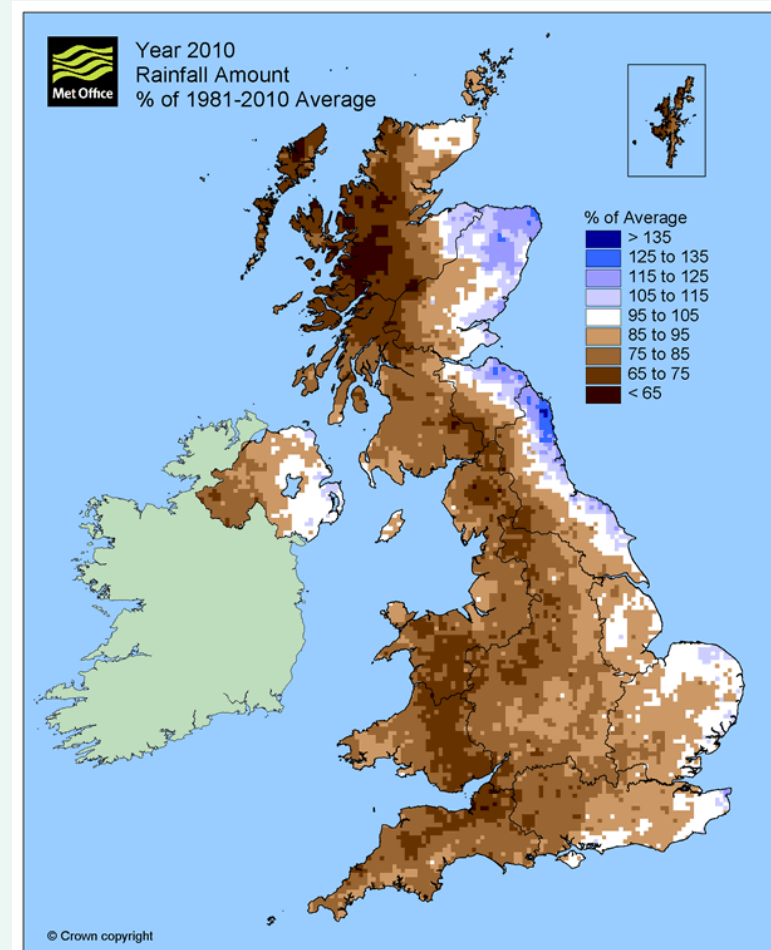 Met Office
Year 2010
Rainfall Amount
% of 1981-2010 Average
% of Average
> 135
125 to 135
115 to 125
105 to 115
95 to 105
85 to 95
75 to 85
65 to 75
< 65
© Crown copyright